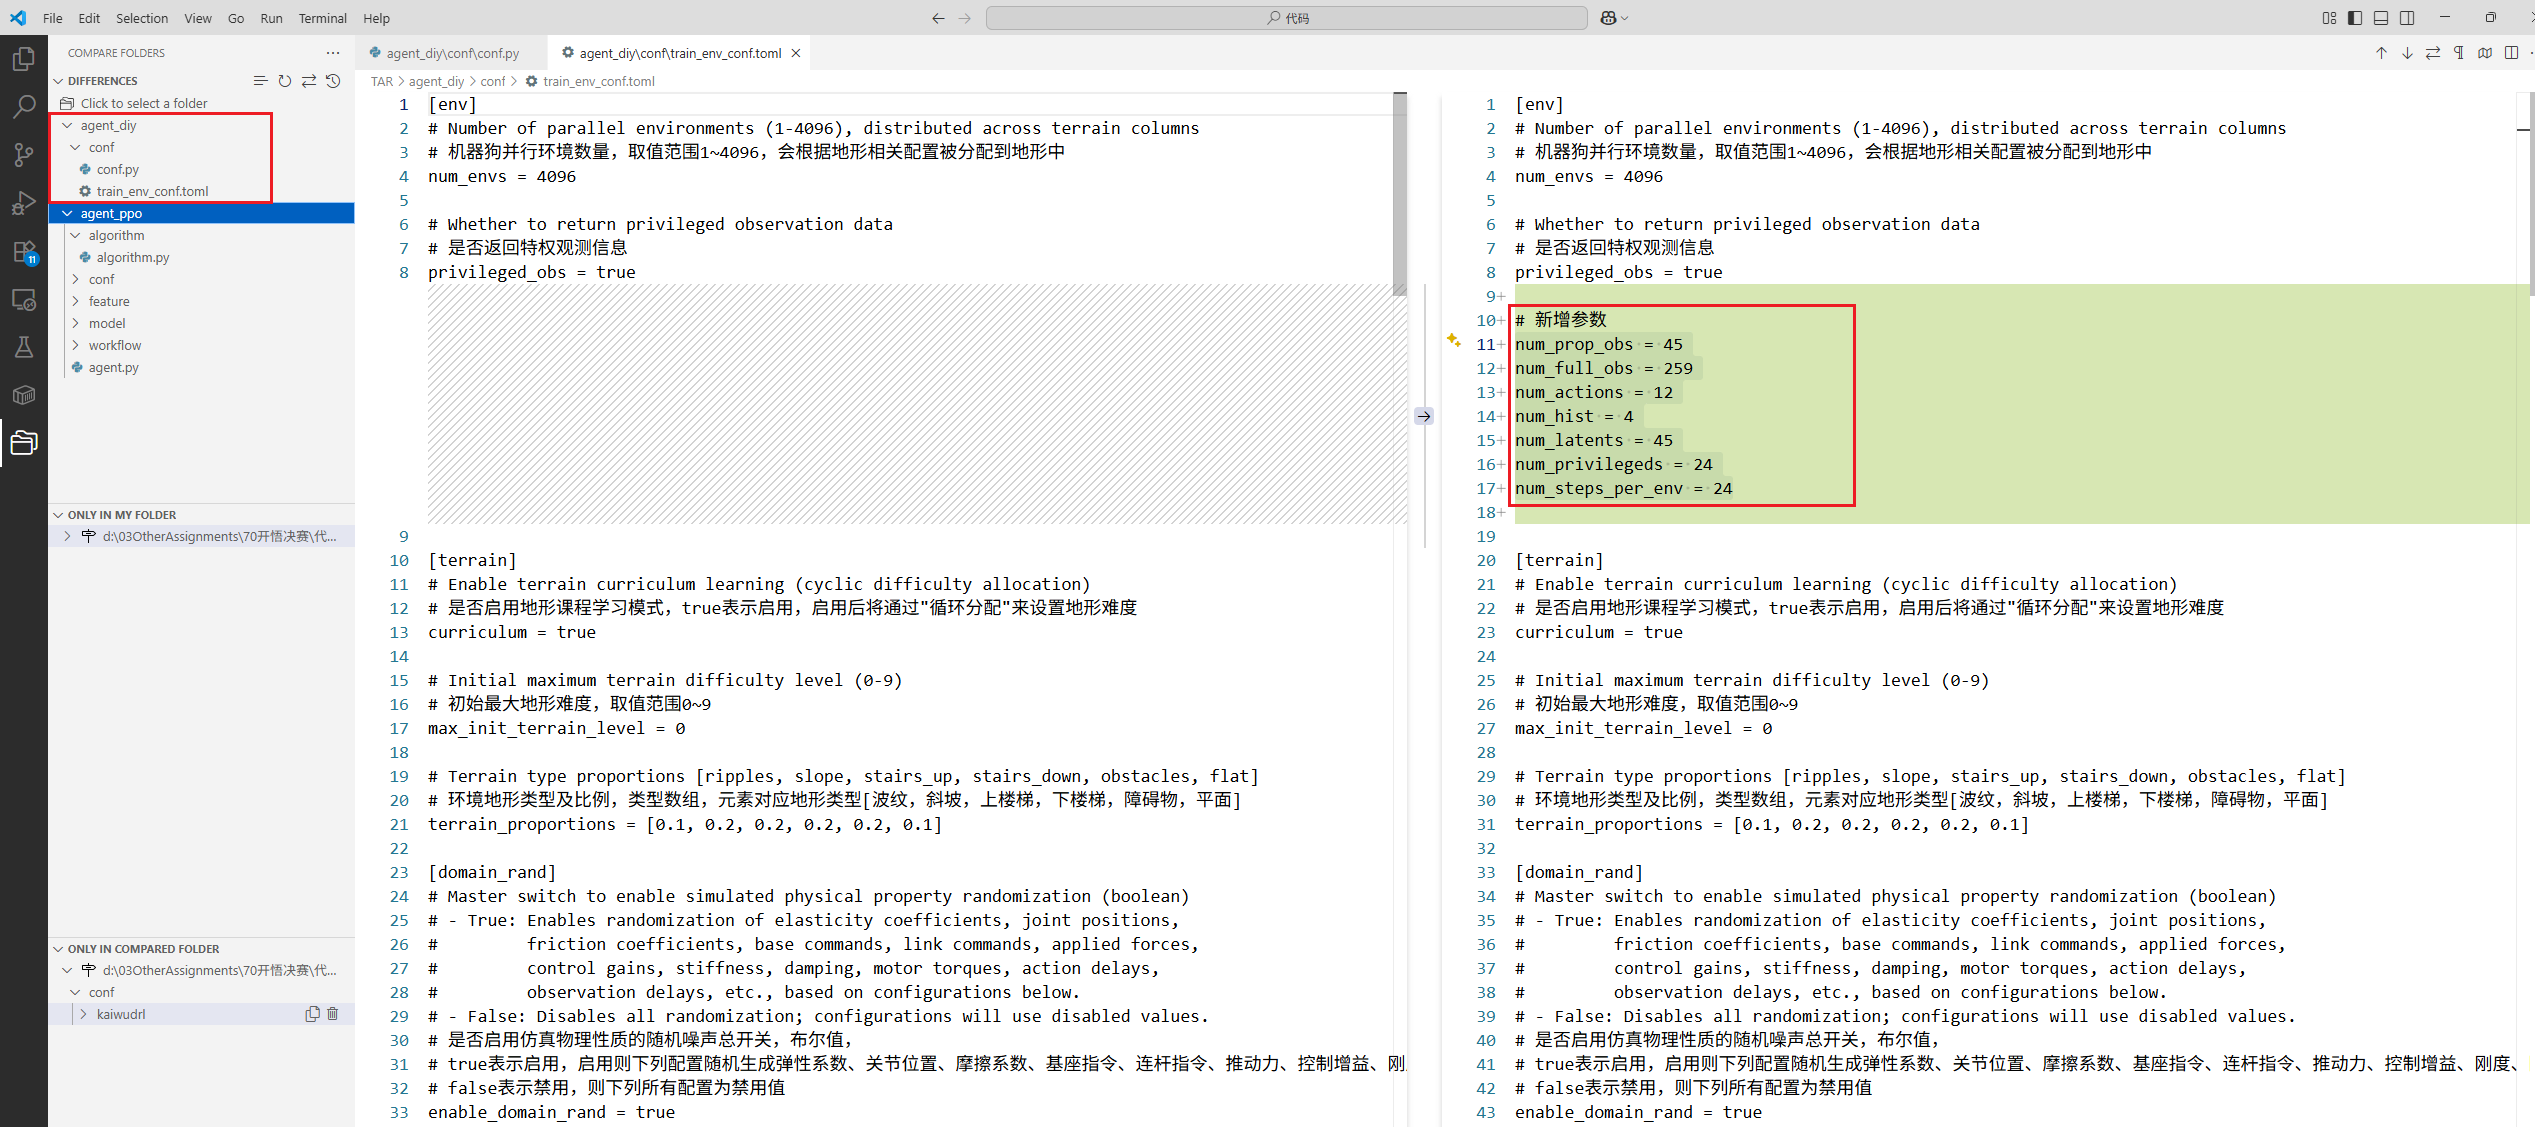 File Edit Selection View Go Run Terminal Help
代码
COMPARE FOLDERS
DIFFERENCES
Click to select a folder
agent_diy
conf
conf.py
train_env_conf.toml
agent_ppo
algorithm
algorithm.py
conf
feature
model
workflow
agent.py
11
ONLY IN MY FOLDER
d:\03OtherAssignments\70开悟决赛\代...
ONLY IN COMPARED FOLDER
d:\03OtherAssignments\70开悟决赛\代...
conf
kaiwudrl
agent_diy\conf\conf.py
agent_diy\conf\train_env_conf.toml
TAR > agent_diy > conf > train_env_conf.toml
1 [env]
2 # Number of parallel environments (1-4096), distributed across terrain columns
3 # 机器狗并行环境数量，取值范围1~4096，会根据地形相关配置被分配到地形中
4 num_envs = 4096
5
6 # Whether to return privileged observation data
7 # 是否返回特权观测信息
8 privileged_obs = true
9
10 [terrain]
11 # Enable terrain curriculum learning (cyclic difficulty allocation)
12 # 是否启用地形课程学习模式，true表示启用，启用后将通过"循环分配"来设置地形难度
13 curriculum = true
14
15 # Initial maximum terrain difficulty level (0-9)
16 # 初始最大地形难度，取值范围0~9
17 max_init_terrain_level = 0
18
19 # Terrain type proportions [ripples, slope, stairs_up, stairs_down, obstacles, flat]
20 # 环境地形类型及比例，类型数组，元素对应地形类型[波纹，斜坡，上楼梯，下楼梯，障碍物，平面]
21 terrain_proportions = [0.1, 0.2, 0.2, 0.2, 0.2, 0.1]
22
23 [domain_rand]
24 # Master switch to enable simulated physical property randomization (boolean)
25 # - True: Enables randomization of elasticity coefficients, joint positions,
26 # friction coefficients, base commands, link commands, applied forces,
27 # control gains, stiffness, damping, motor torques, action delays,
28 # observation delays, etc., based on configurations below.
29 # - False: Disables all randomization; configurations will use disabled values.
30 # 是否启用仿真物理性质的随机噪声总开关，布尔值，
31 # true表示启用，启用则下列配置随机生成弹性系数、关节位置、摩擦系数、基座指令、连杆指令、推动力、控制增益、刚
32 # false表示禁用，则下列所有配置为禁用值
33 enable_domain_rand = true
1 [env]
2 # Number of parallel environments (1-4096), distributed across terrain columns
3 # 机器狗并行环境数量，取值范围1~4096，会根据地形相关配置被分配到地形中
4 num_envs = 4096
5
6 # Whether to return privileged observation data
7 # 是否返回特权观测信息
8 privileged_obs = true
9+
10+ # 新增参数
11+ num_prop_obs = 45
12+ num_full_obs = 259
13+ num_actions = 12
14+ num_hist = 4
15+ num_latents = 45
16+ num_privilegeds = 24
17+ num_steps_per_env = 24
18+
19
20 [terrain]
21 # Enable terrain curriculum learning (cyclic difficulty allocation)
22 # 是否启用地形课程学习模式，true表示启用，启用后将通过"循环分配"来设置地形难度
23 curriculum = true
24
25 # Initial maximum terrain difficulty level (0-9)
26 # 初始最大地形难度，取值范围0~9
27 max_init_terrain_level = 0
28
29 # Terrain type proportions [ripples, slope, stairs_up, stairs_down, obstacles, flat]
30 # 环境地形类型及比例，类型数组，元素对应地形类型[波纹，斜坡，上楼梯，下楼梯，障碍物，平面]
31 terrain_proportions = [0.1, 0.2, 0.2, 0.2, 0.2, 0.1]
32
33 [domain_rand]
34 # Master switch to enable simulated physical property randomization (boolean)
35 # - True: Enables randomization of elasticity coefficients, joint positions,
36 # friction coefficients, base commands, link commands, applied forces,
37 # control gains, stiffness, damping, motor torques, action delays,
38 # observation delays, etc., based on configurations below.
39 # - False: Disables all randomization; configurations will use disabled values.
40 # 是否启用仿真物理性质的随机噪声总开关，布尔值，
41 # true表示启用，启用则下列配置随机生成弹性系数、关节位置、摩擦系数、基座指令、连杆指令、推动力、控制增益、刚度、
42 # false表示禁用，则下列所有配置为禁用值
43 enable_domain_rand = true